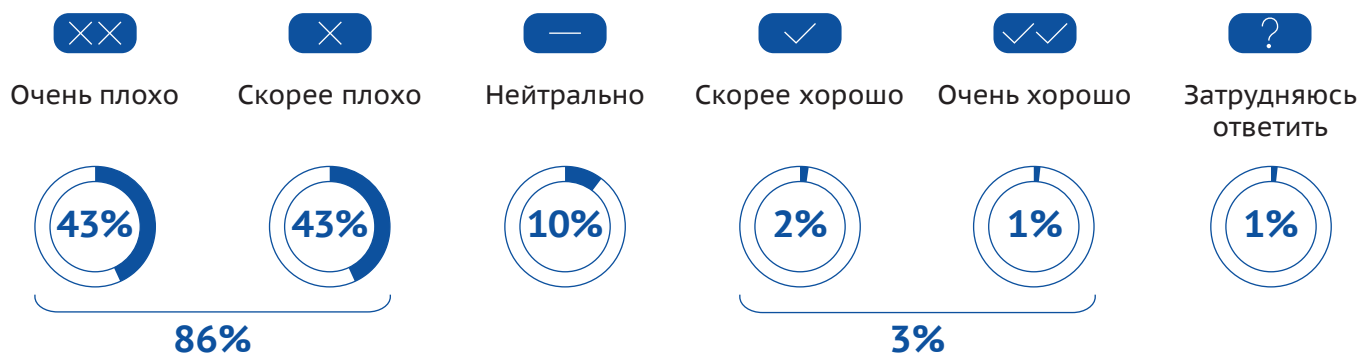 Очень плохо
Скорее плохо
Нейтрально
Скорее хорошо
Очень хорошо
Затрудняюсь
ответить
43%
43%
10%
2%
1%
1%
86%
3%